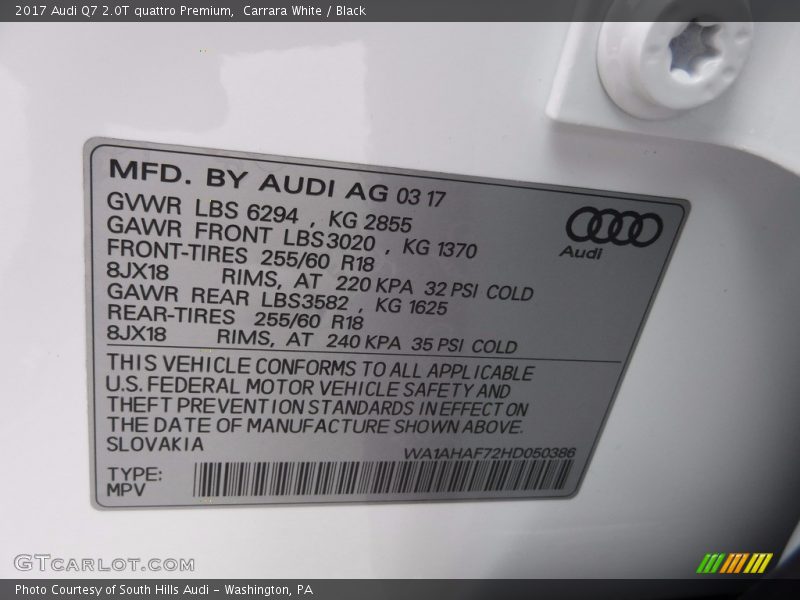 2017 Audi Q7 2.0T quattro Premium,  Carrara White / Black
MFD. BY AUDI AG 03 17
GVWR LBS 6294 , KG 2855
GAWR FRONT LBS3020 , KG 1370
FRONT-TIRES 255/60 R18
8JX18 RIMS, AT 220 KPA 32 PSI COLD
GAWR REAR LBS3582 , KG 1625
REAR-TIRES 255/60 R18
8JX18 RIMS, AT 240 KPA 35 PSI COLD
Audi
THIS VEHICLE CONFORMS TO ALL APPLICABLE
U.S. FEDERAL MOTOR VEHICLE SAFETY AND
THEFT PREVENTION STANDARDS IN EFFECT ON
THE DATE OF MANUFACTURE SHOWN ABOVE.
SLOVAKIA
WA1AHAF72HD050386
TYPE:
MPV
GTCARLOT.COM
Photo Courtesy of South Hills Audi - Washington, PA